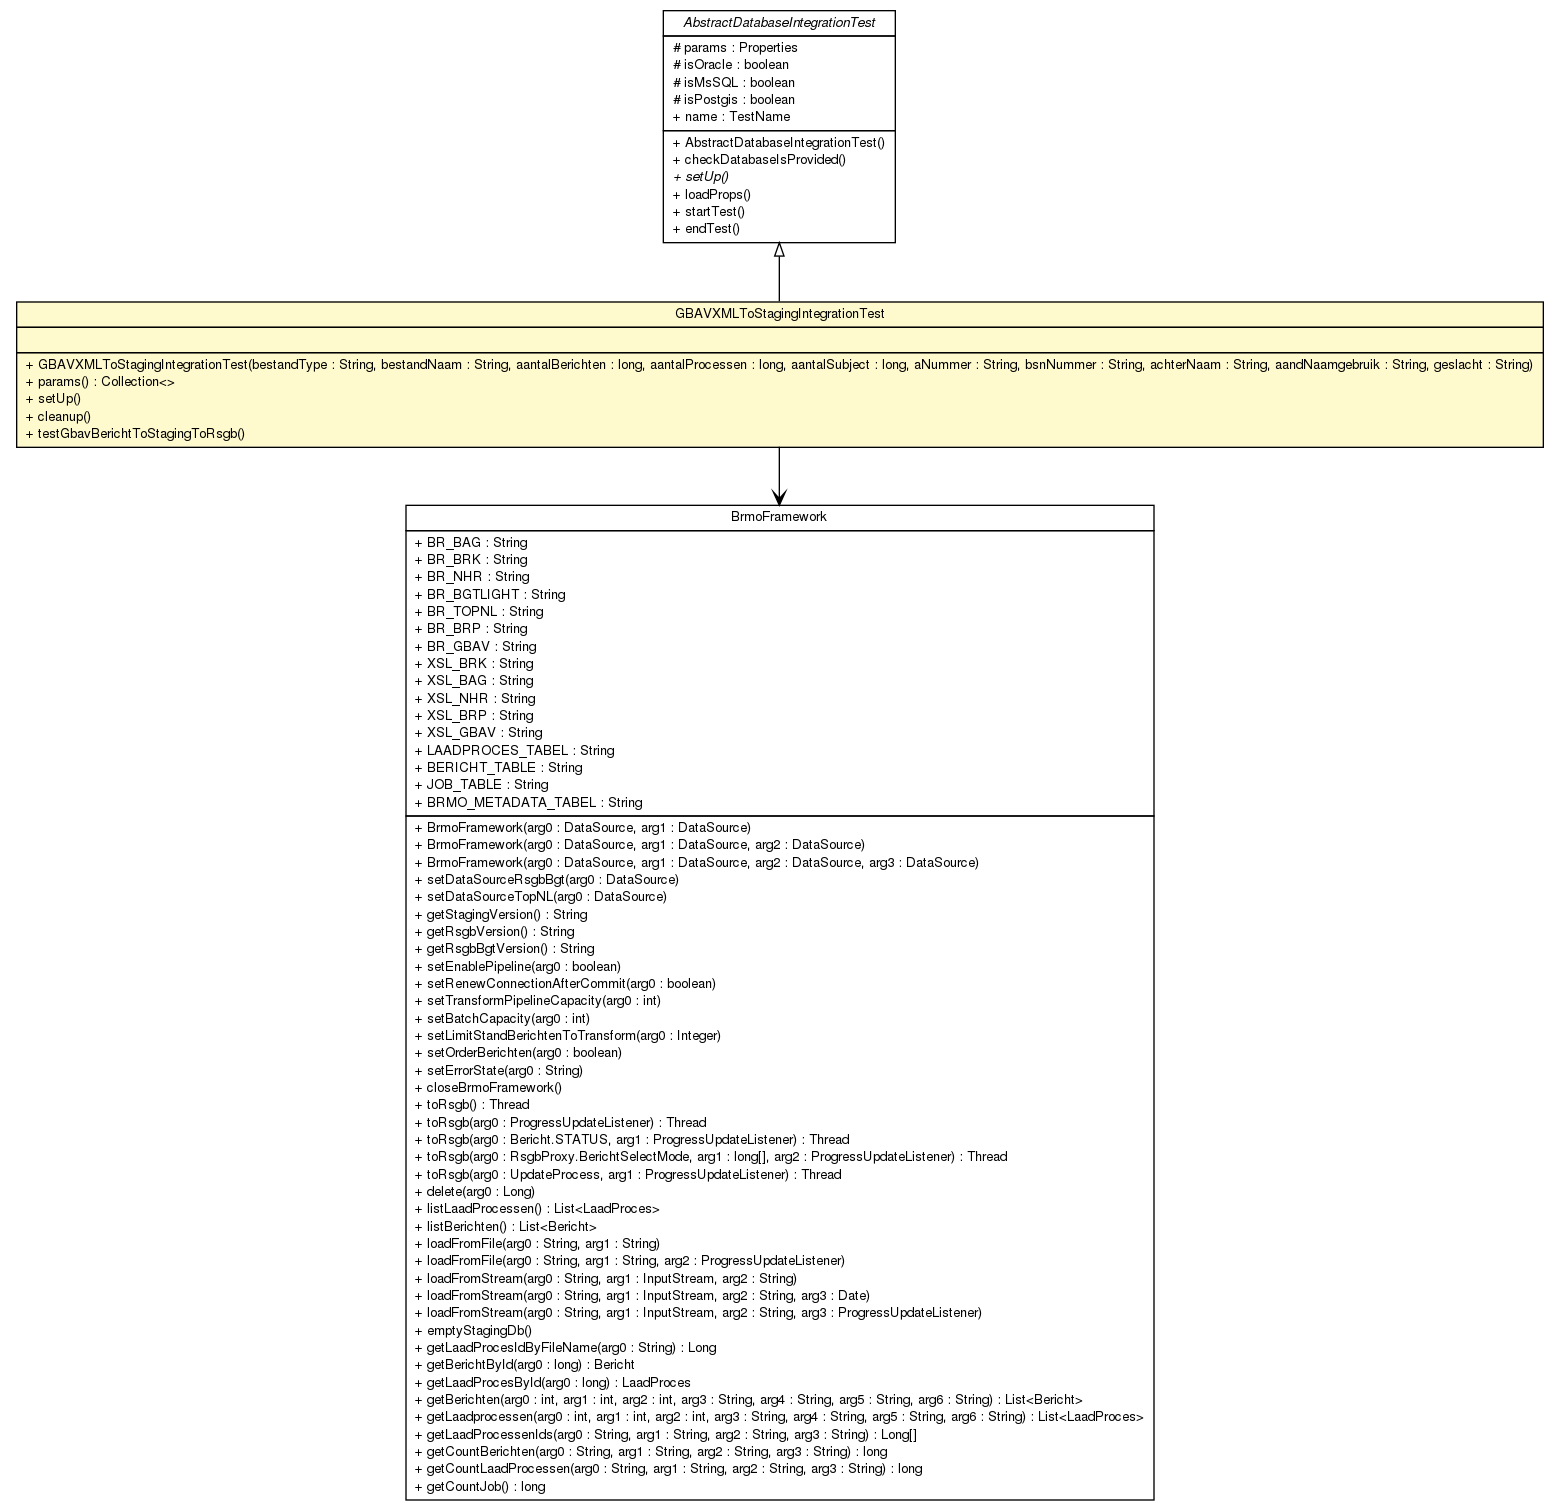 AbstractDatabaseIntegrationTest
# params : Properties
# isOracle : boolean
# isMsSQL : boolean
# isPostgis : boolean
+ name : TestName
+ AbstractDatabaseIntegrationTest()
+ checkDatabaseIsProvided()
+ setUp()
+ loadProps()
+ startTest()
+ endTest()
GBAVXMLToStagingIntegrationTest
+ GBAVXMLToStagingIntegrationTest(bestandType : String, bestandNaam : String, aantalBerichten : long, aantalProcessen : long, aantalSubject : long, aNummer : String, bsnNummer : String, achterNaam : String, aandNaamgebruik : String, geslacht : String)
+ params() : Collection<>
+ setUp()
+ cleanup()
+ testGbavBerichtToStagingToRsgb()
BrmoFramework
+ BR_BAG : String
+ BR_BRK : String
+ BR_NHR : String
+ BR_BGTLIGHT : String
+ BR_TOPNL : String
+ BR_BRP : String
+ BR_GBAV : String
+ XSL_BRK : String
+ XSL_BAG : String
+ XSL_NHR : String
+ XSL_BRP : String
+ XSL_GBAV : String
+ LAADPROCES_TABEL : String
+ BERICHT_TABLE : String
+ JOB_TABLE : String
+ BRMO_METADATA_TABEL : String
+ BrmoFramework(arg0 : DataSource, arg1 : DataSource)
+ BrmoFramework(arg0 : DataSource, arg1 : DataSource, arg2 : DataSource)
+ BrmoFramework(arg0 : DataSource, arg1 : DataSource, arg2 : DataSource, arg3 : DataSource)
+ setDataSourceRsgbBgt(arg0 : DataSource)
+ setDataSourceTopNL(arg0 : DataSource)
+ getStagingVersion() : String
+ getRsgbVersion() : String
+ getRsgbBgtVersion() : String
+ setEnablePipeline(arg0 : boolean)
+ setRenewConnectionAfterCommit(arg0 : boolean)
+ setTransformPipelineCapacity(arg0 : int)
+ setBatchCapacity(arg0 : int)
+ setLimitStandBerichtenToTransform(arg0 : Integer)
+ setOrderBerichten(arg0 : boolean)
+ setErrorState(arg0 : String)
+ closeBrmoFramework()
+ toRsgb() : Thread
+ toRsgb(arg0 : ProgressUpdateListener) : Thread
+ toRsgb(arg0 : Bericht.STATUS, arg1 : ProgressUpdateListener) : Thread
+ toRsgb(arg0 : RsgbProxy.BerichtSelectMode, arg1 : long[], arg2 : ProgressUpdateListener) : Thread
+ toRsgb(arg0 : UpdateProcess, arg1 : ProgressUpdateListener) : Thread
+ delete(arg0 : Long)
+ listLaadProcessen() : List<LaadProces>
+ listBerichten() : List<Bericht>
+ loadFromFile(arg0 : String, arg1 : String)
+ loadFromFile(arg0 : String, arg1 : String, arg2 : ProgressUpdateListener)
+ loadFromStream(arg0 : String, arg1 : InputStream, arg2 : String)
+ loadFromStream(arg0 : String, arg1 : InputStream, arg2 : String, arg3 : Date)
+ loadFromStream(arg0 : String, arg1 : InputStream, arg2 : String, arg3 : ProgressUpdateListener)
+ emptyStagingDb()
+ getLaadProcesIdByFileName(arg0 : String) : Long
+ getBerichtById(arg0 : long) : Bericht
+ getLaadProcesById(arg0 : long) : LaadProces
+ getBerichten(arg0 : int, arg1 : int, arg2 : int, arg3 : String, arg4 : String, arg5 : String, arg6 : String) : List<Bericht>
+ getLaadprocessen(arg0 : int, arg1 : int, arg2 : int, arg3 : String, arg4 : String, arg5 : String, arg6 : String) : List<LaadProces>
+ getLaadProcessenIds(arg0 : String, arg1 : String, arg2 : String, arg3 : String) : Long[]
+ getCountBerichten(arg0 : String, arg1 : String, arg2 : String, arg3 : String) : long
+ getCountLaadProcessen(arg0 : String, arg1 : String, arg2 : String, arg3 : String) : long
+ getCountJob() : long